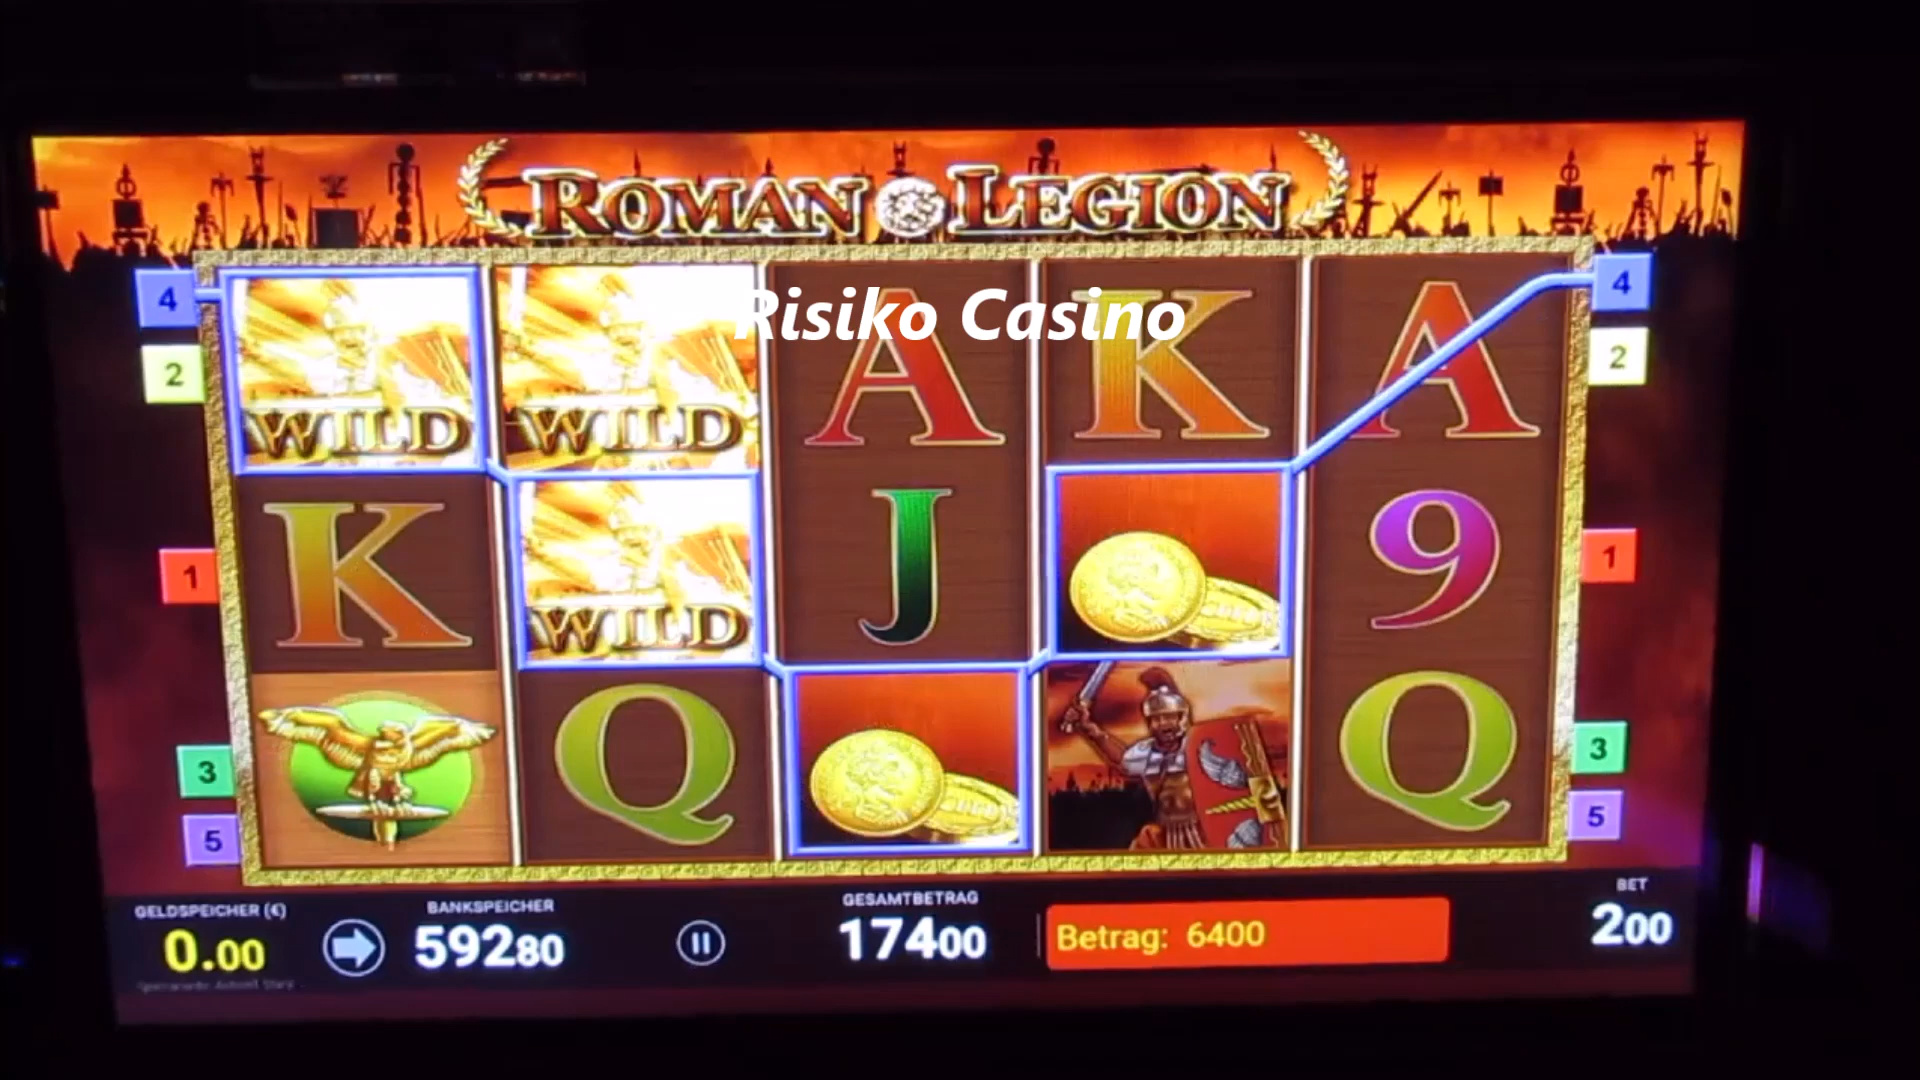 ROMAN LEGION
Risiko Casino
4
4
2
2
WILD WILD A K A
1
1
K WILD J 9
3
3
Q Q
5
5
GELDSPEICHER (€) BANKSPEICHER GESAMTBETRAG BET
0.00 59280 17400 Betrag: 6400 200